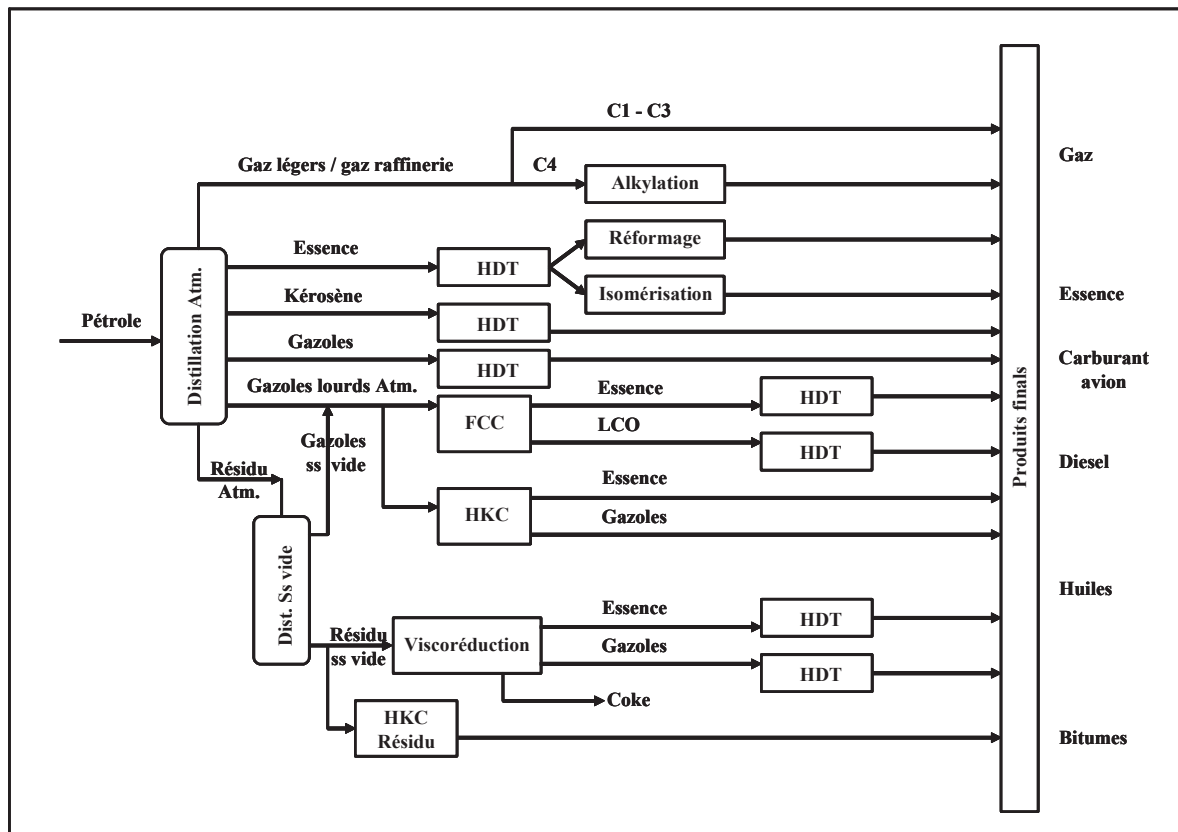 C1 - C3
Gaz
Gaz légers / gaz raffinerie
C4
Alkylation
Essence
HDT
Réformage
Isomérisation
Essence
Kérosène
HDT
Pétrole
Distillation Atm.
Gazoles
HDT
Carburant
avion
Gazoles lourds Atm.
FCC
Essence
HDT
LCO
HDT
Gazoles
ss vide
Diesel
Produits finals
Résidu
Atm.
HKC
Essence
Gazoles
Dist. Ss vide
Huiles
Résidu
ss vide
Viscoréduction
Essence
HDT
Gazoles
HDT
Coke
HKC
Résidu
Bitumes